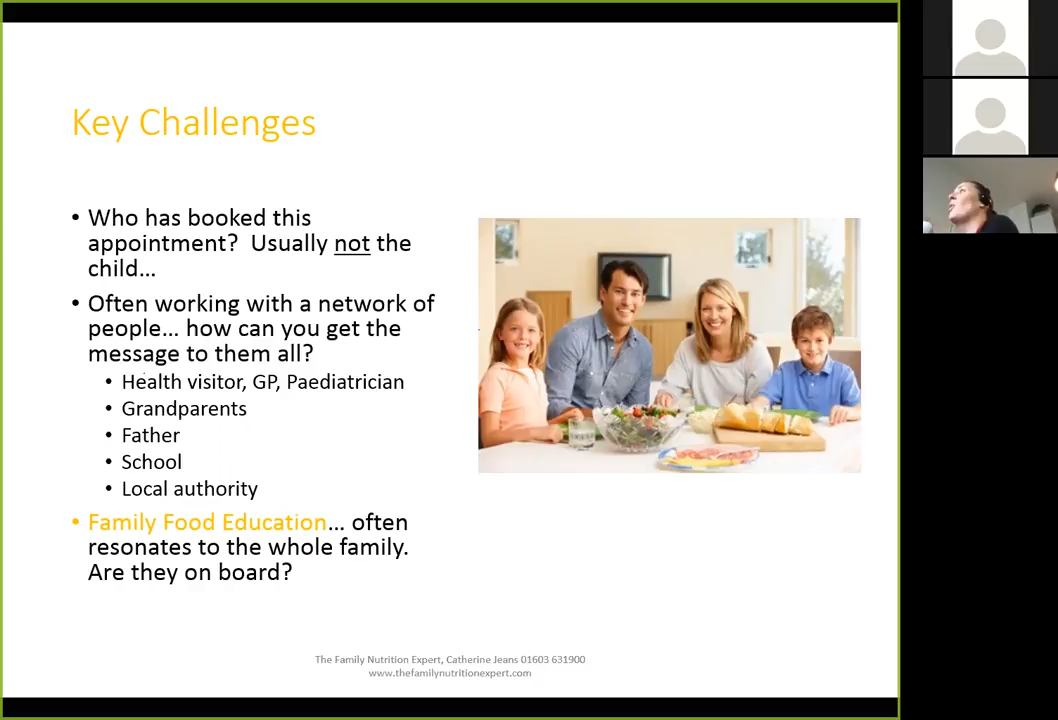 Key Challenges
• Who has booked this
appointment? Usually not the
child…
• Often working with a network of
people… how can you get the
message to them all?
• Health visitor, GP, Paediatrician
• Grandparents
• Father
• School
• Local authority
• Family Food Education… often
resonates to the whole family.
Are they on board?
The Family Nutrition Expert, Catherine Jeans 01603 631900
www.thefamilynutritionexpert.com